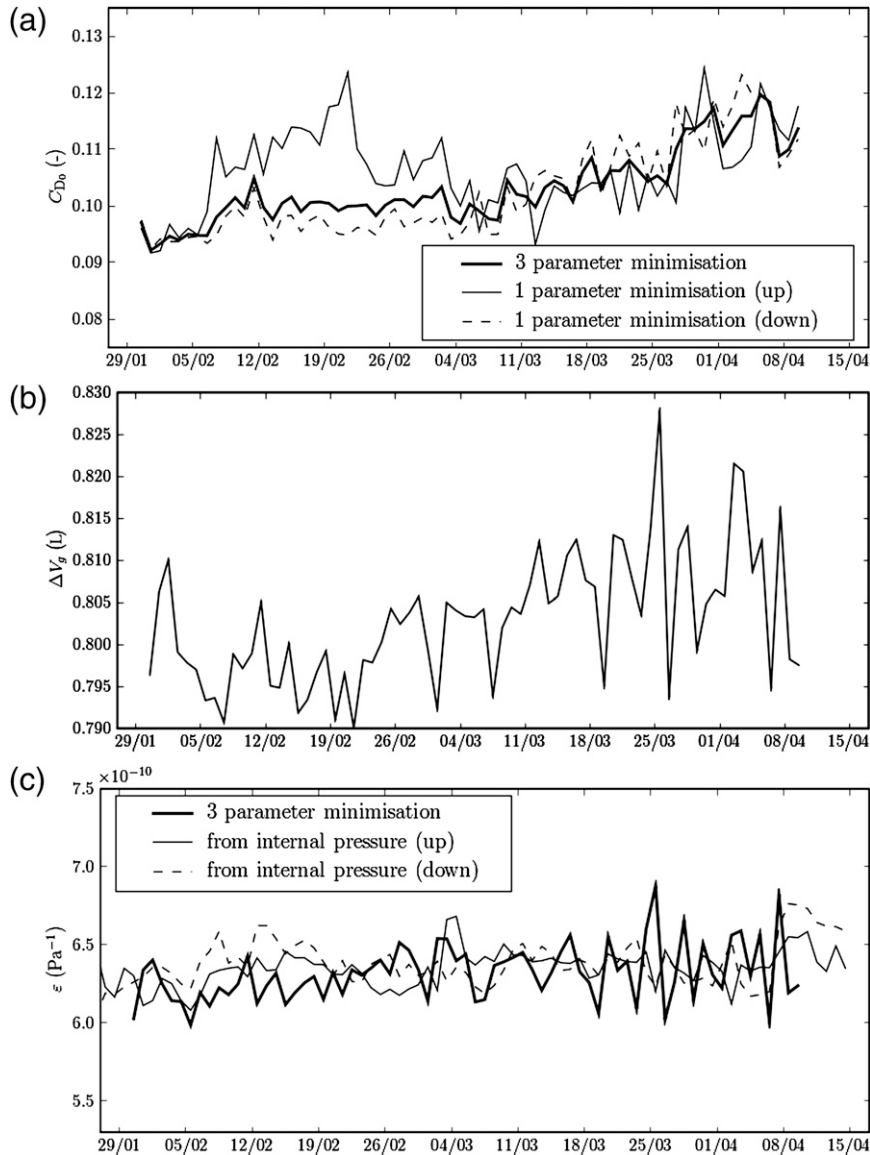 (a)
0.13
0.12
0.11
0.10
0.09
0.08
C_D₀ (-)
3 parameter minimisation
1 parameter minimisation (up)
1 parameter minimisation (down)
29/01 05/02 12/02 19/02 26/02 04/03 11/03 18/03 25/03 01/04 08/04 15/04
(b)
0.830
0.825
0.820
0.815
0.810
0.805
0.800
0.795
0.790
ΔV_g (L)
29/01 05/02 12/02 19/02 26/02 04/03 11/03 18/03 25/03 01/04 08/04 15/04
(c)
×10⁻¹⁰
7.5
7.0
6.5
6.0
5.5
ε (Pa⁻¹)
3 parameter minimisation
from internal pressure (up)
from internal pressure (down)
29/01 05/02 12/02 19/02 26/02 04/03 11/03 18/03 25/03 01/04 08/04 15/04